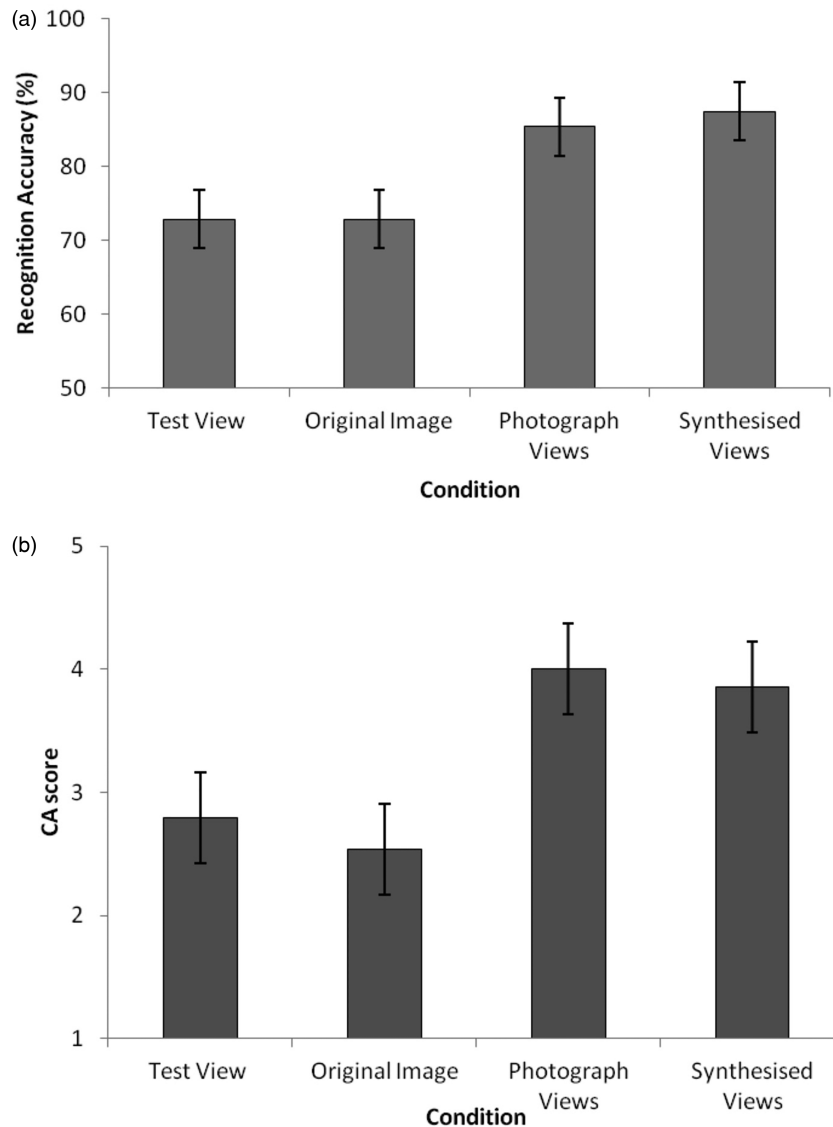 (a)
Recognition Accuracy (%)
100
90
80
70
60
50
Test View
Original Image
Photograph
Views
Synthesised
Views
Condition
(b)
CA score
5
4
3
2
1
Test View
Original Image
Photograph
Views
Synthesised
Views
Condition